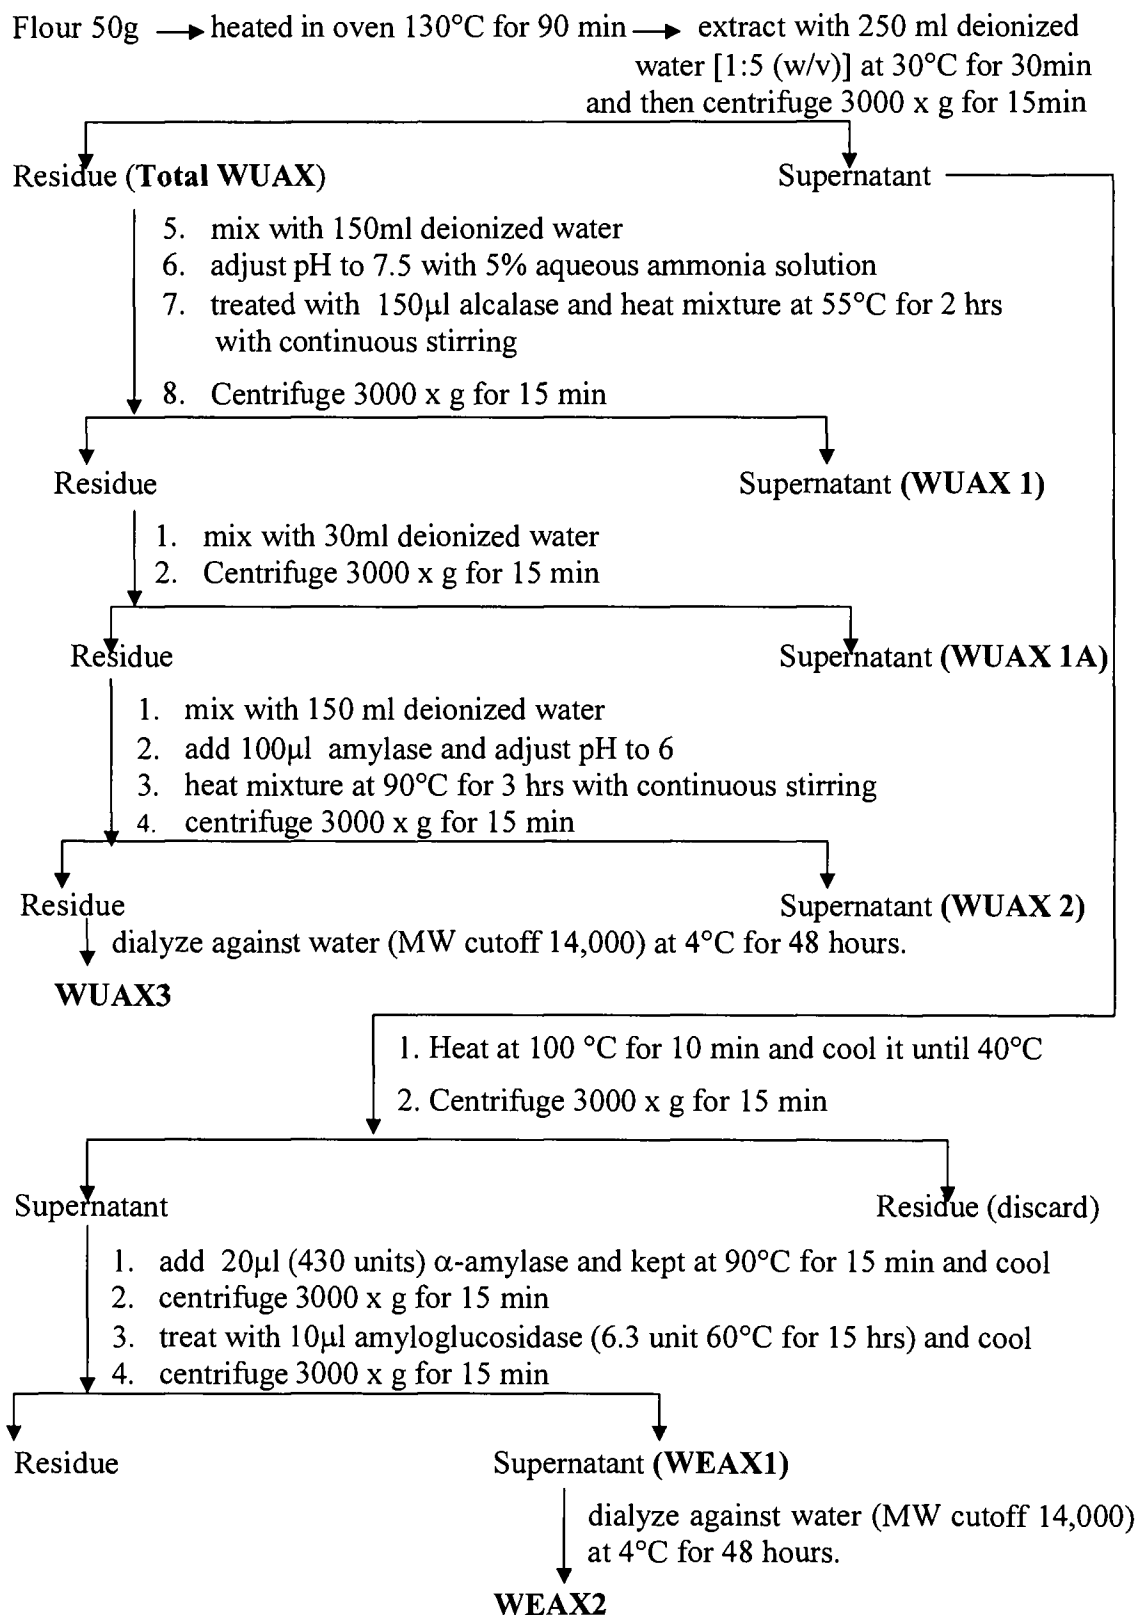 Flour 50g heated in oven 130°C for 90 min extract with 250 ml deionized
water [1:5 (w/v)] at 30°C for 30min
and then centrifuge 3000 x g for 15min
Residue (Total WUAX) Supernatant
5. mix with 150ml deionized water
6. adjust pH to 7.5 with 5% aqueous ammonia solution
7. treated with 150µl alcalase and heat mixture at 55°C for 2 hrs
with continuous stirring
8. Centrifuge 3000 x g for 15 min
Residue Supernatant (WUAX 1)
1. mix with 30ml deionized water
2. Centrifuge 3000 x g for 15 min
Residue Supernatant (WUAX 1A)
1. mix with 150 ml deionized water
2. add 100µl amylase and adjust pH to 6
3. heat mixture at 90°C for 3 hrs with continuous stirring
4. centrifuge 3000 x g for 15 min
Residue Supernatant (WUAX 2)
dialyze against water (MW cutoff 14,000) at 4°C for 48 hours.
WUAX3
1. Heat at 100 °C for 10 min and cool it until 40°C
2. Centrifuge 3000 x g for 15 min
Supernatant Residue (discard)
1. add 20µl (430 units) α-amylase and kept at 90°C for 15 min and cool
2. centrifuge 3000 x g for 15 min
3. treat with 10µl amyloglucosidase (6.3 unit 60°C for 15 hrs) and cool
4. centrifuge 3000 x g for 15 min
Residue Supernatant (WEAX1)
dialyze against water (MW cutoff 14,000)
at 4°C for 48 hours.
WEAX2